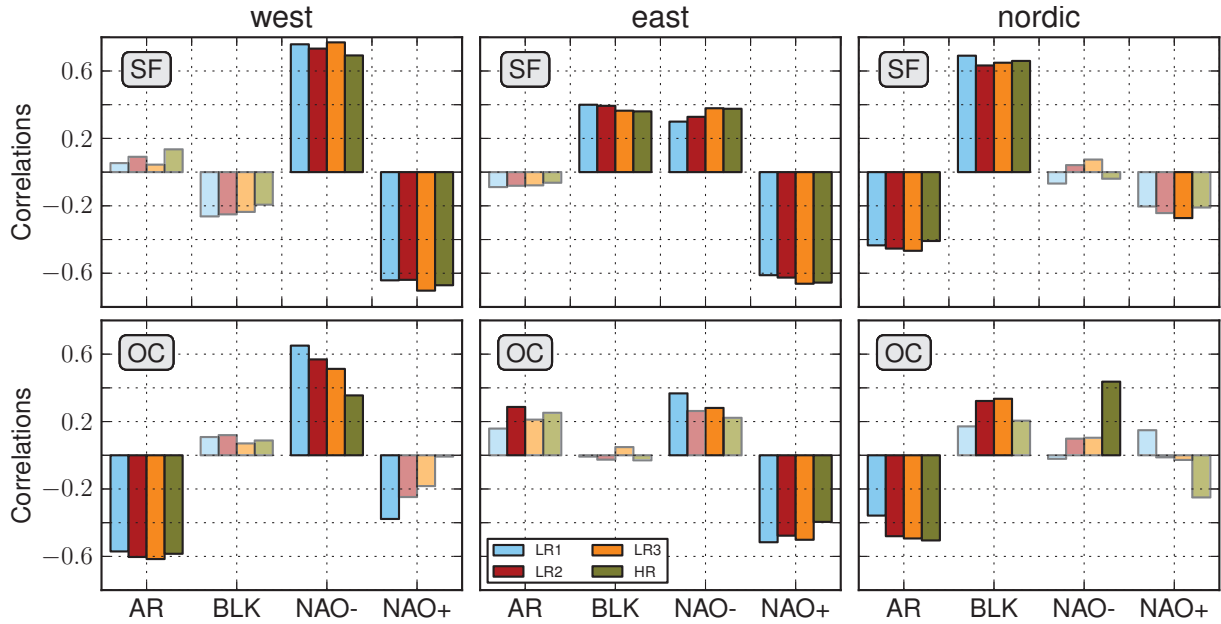 west
east
nordic
SF
SF
SF
Correlations
0.6
0.2
−0.2
−0.6
OC
OC
OC
Correlations
0.6
0.2
−0.2
−0.6
LR1
LR3
LR2
HR
AR
BLK
NAO-
NAO+
AR
BLK
NAO-
NAO+
AR
BLK
NAO-
NAO+